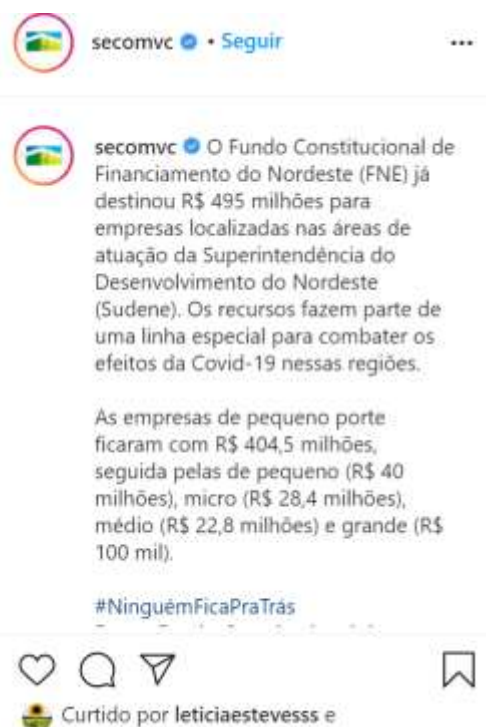 secomvc • Seguir
secomvc O Fundo Constitucional de
Financiamento do Nordeste (FNE) já
destinou R$ 495 milhões para
empresas localizadas nas áreas de
atuação da Superintendência do
Desenvolvimento do Nordeste
(Sudene). Os recursos fazem parte de
uma linha especial para combater os
efeitos da Covid-19 nessas regiões.
As empresas de pequeno porte
ficaram com R$ 404,5 milhões,
seguida pelas de pequeno (R$ 40
milhões), micro (R$ 28,4 milhões),
médio (R$ 22,8 milhões) e grande (R$
100 mil).
#NinguémFicaPraTrás
Curtido por leticiaestevesss e